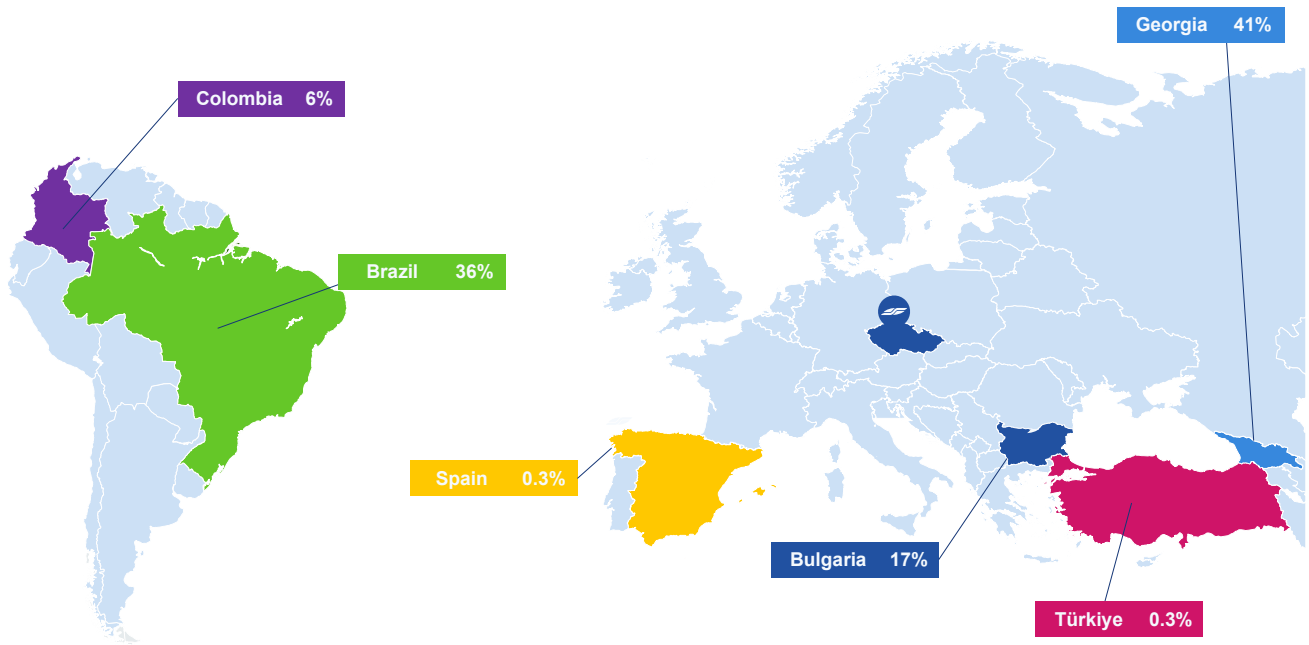 Georgia 41%
Colombia 6%
Brazil 36%
Spain 0.3%
Bulgaria 17%
Türkiye 0.3%